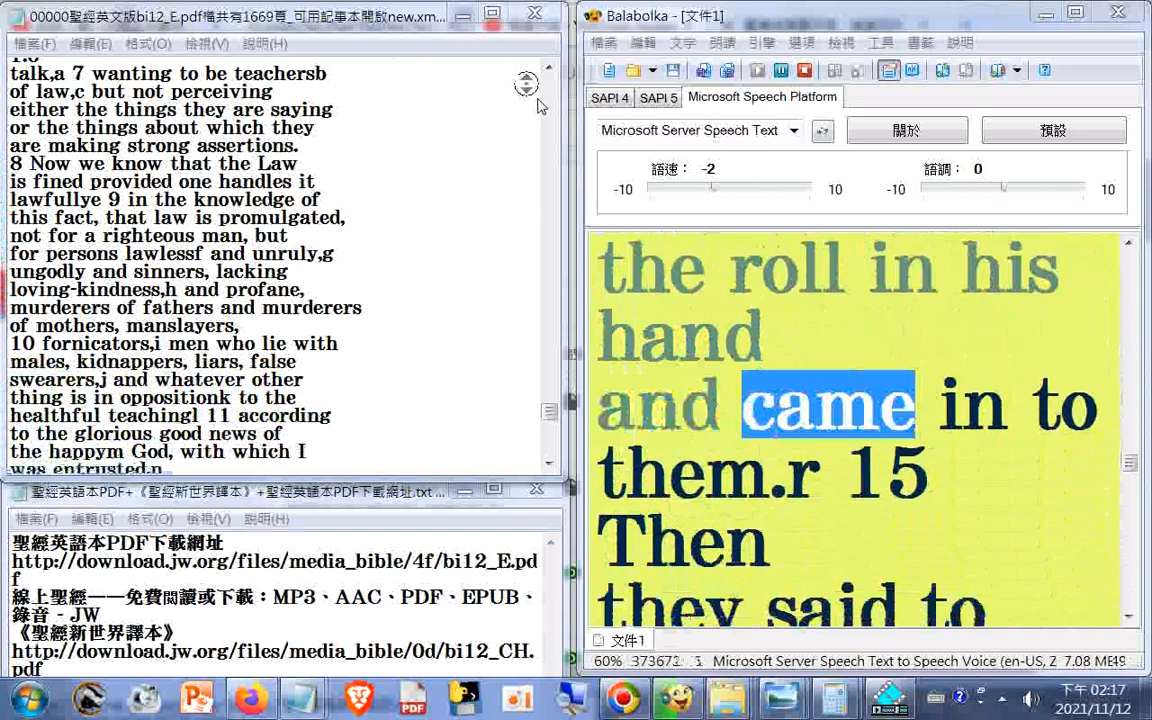 00000聖經英文版bi12_E.pdf檔共有1669頁_可用記事本開啟new.xm...
檔案(F) 編輯(E) 格式(O) 檢視(V) 說明(H)
talk,a 7 wanting to be teachersb
of law,c but not perceiving
either the things they are saying
or the things about which they
are making strong assertions.
8 Now we know that the Law
is fined provided one handles it
lawfullye 9 in the knowledge of
this fact, that law is promulgated,
not for a righteous man, but
for persons lawlessf and unruly,g
ungodly and sinners, lacking
loving-kindness,h and profane,
murderers of fathers and murderers
of mothers, manslayers,
10 fornicators,i men who lie with
males, kidnappers, liars, false
swearers,j and whatever other
thing is in oppositionk to the
healthful teachingl 11 according
to the glorious good news of
the happym God, with which I
was entrusted.n
聖經英語本PDF+《聖經新世界譯本》+聖經英語本PDF下載網址.txt ...
檔案(F) 編輯(E) 格式(O) 檢視(V) 說明(H)
聖經英語本PDF下載網址
http://download.jw.org/files/media_bible/4f/bi12_E.pd
f
線上聖經——免費閱讀或下載：MP3、AAC、PDF、EPUB、
錄音 - JW
《聖經新世界譯本》
http://download.jw.org/files/media_bible/0d/bi12_CH.
pdf
Balabolka - [文件1]
檔案 編輯 文字 朗讀 引擎 選項 檢視 工具 書籤 說明
SAPI 4 SAPI 5 Microsoft Speech Platform
Microsoft Server Speech Text 關於 預設
語速： -2 語調： 0
-10 10 -10 10
the roll in his
hand
and came in to
them.r 15
Then
they said to
文件1
60% Microsoft Server Speech Text to Speech Voice (en-US, Z 7.08 ME
下午 02:17
2021/11/12